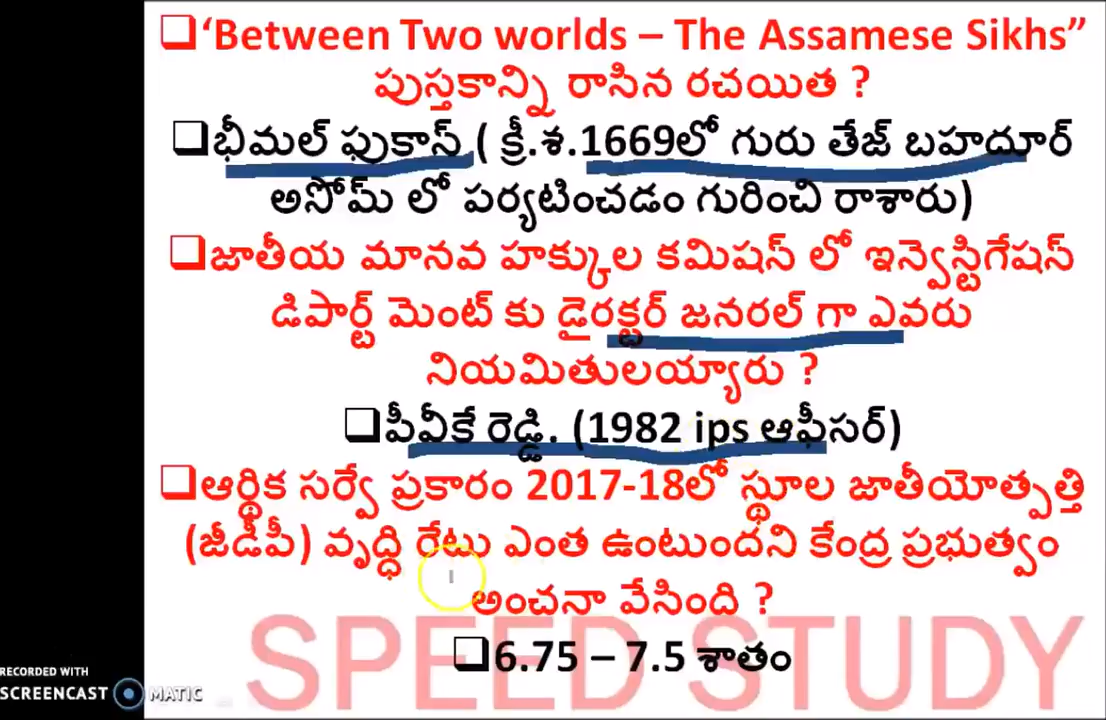 ❑‘Between Two worlds – The Assamese Sikhs”
పుస్తకాన్ని రాసిన రచయిత ?
❑భీమల్ ఫుకాస్ ( క్రీ.శ.1669లో గురు తేజ్ బహదూర్
అసోమ్ లో పర్యటించడం గురించి రాశారు)
❑జాతీయ మానవ హక్కుల కమిషన్ లో ఇన్వెస్టిగేషన్
డిపార్ట్ మెంట్ కు డైరక్టర్ జనరల్ గా ఎవరు
నియమితులయ్యారు ?
❑పీవీకే రెడ్డి. (1982 ips ఆఫీసర్)
❑ఆర్థిక సర్వే ప్రకారం 2017-18లో స్థూల జాతీయోత్పత్తి
(జీడీపీ) వృద్ధి రేటు ఎంత ఉంటుందని కేంద్ర ప్రభుత్వం
అంచనా వేసింది ?
❑6.75 – 7.5 శాతం
SPEED STUDY
RECORDED WITH
SCREENCAST MATIC